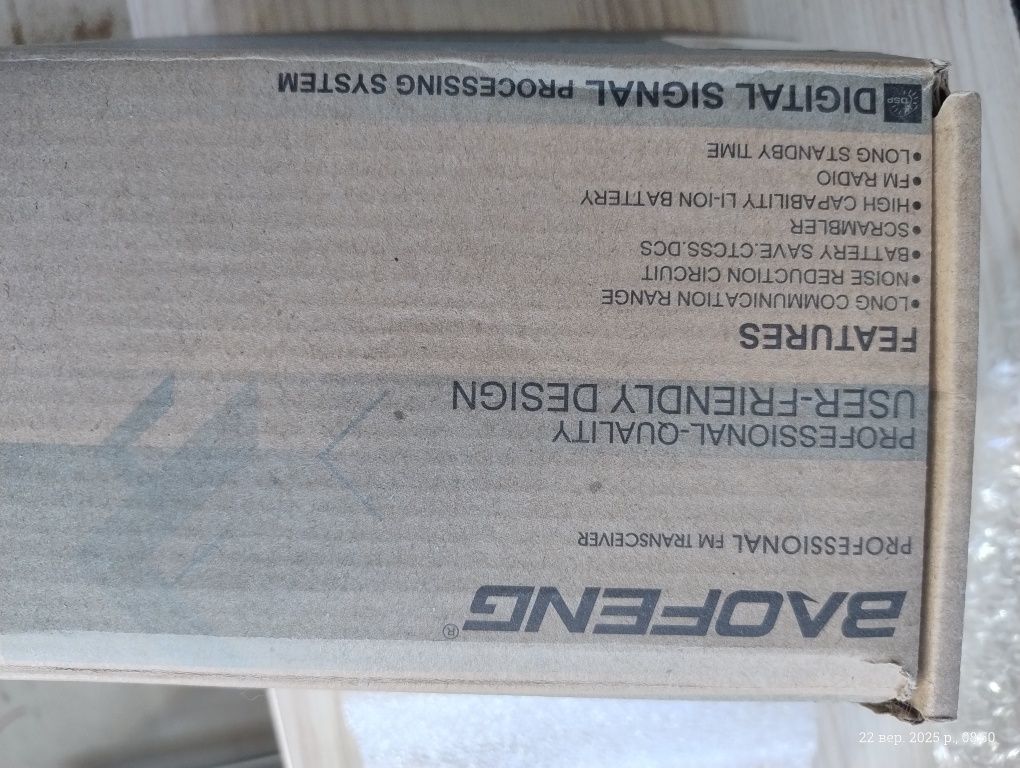 BAOFENG®
PROFESSIONAL FM TRANSCEIVER
PROFESSIONAL-QUALITY
USER-FRIENDLY DESIGN
FEATURES
•LONG COMMUNICATION RANGE
•NOISE REDUCTION CIRCUIT
•BATTERY SAVE.CTCSS.DCS
•SCRAMBLER
•HIGH CAPABILITY LI-ION BATTERY
•FM RADIO
•LONG STANDBY TIME
DSP DIGITAL SIGNAL PROCESSING SYSTEM
22 вер. 2025 р., 08:50